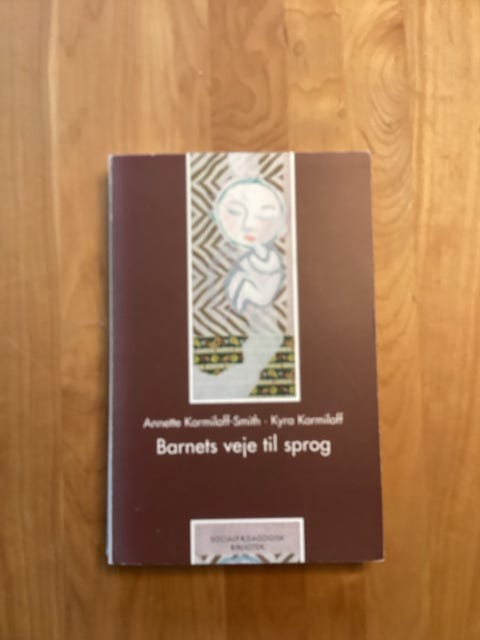 Annette Karmiloff-Smith · Kyra Karmiloff
Barnets veje til sprog
SOCIALPÆDAGOGISK
BIBLIOTEK